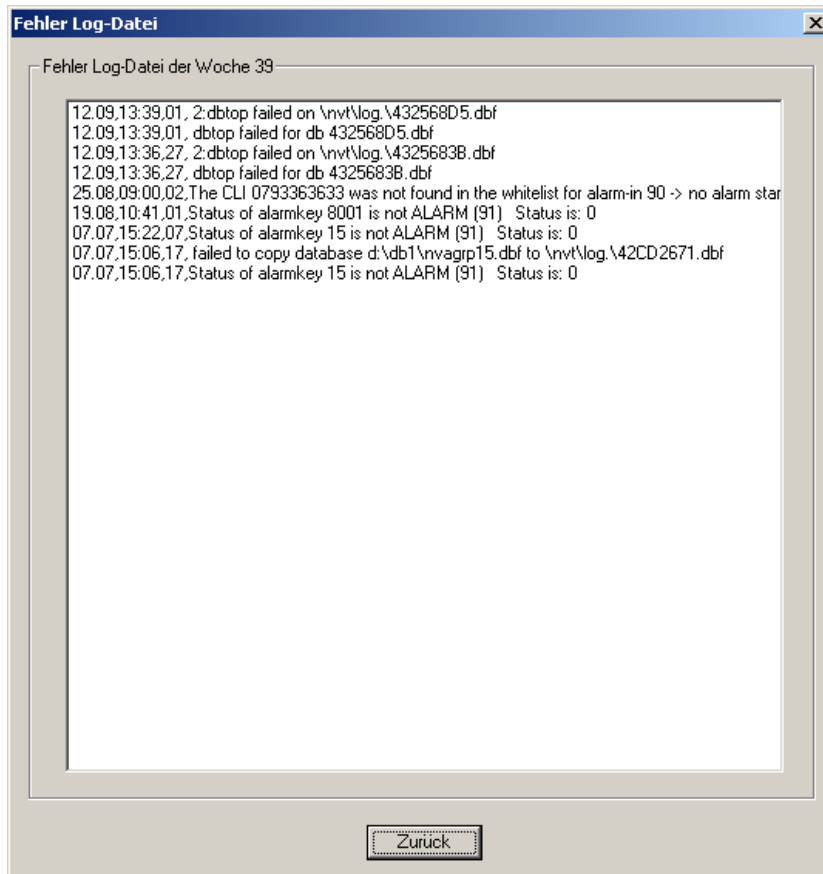 Fehler Log-Datei
Fehler Log-Datei der Woche 39
12.09,13:39,01, 2:dbtop failed on \nvt\log.\432568D5.dbf
12.09,13:39,01, dbtop failed for db 432568D5.dbf
12.09,13:36,27, 2:dbtop failed on \nvt\log.\4325683B.dbf
12.09,13:36,27, dbtop failed for db 4325683B.dbf
25.08,09:00,02,The CLI 0793363633 was not found in the whitelist for alarm-in 90 -> no alarm star
19.08,10:41,01,Status of alarmkey 8001 is not ALARM (91)   Status is: 0
07.07,15:22,07,Status of alarmkey 15 is not ALARM (91)   Status is: 0
07.07,15:06,17, failed to copy database d:\db1\nvagrp15.dbf to \nvt\log.\42CD2671.dbf
07.07,15:06,17,Status of alarmkey 15 is not ALARM (91)   Status is: 0
Zurück